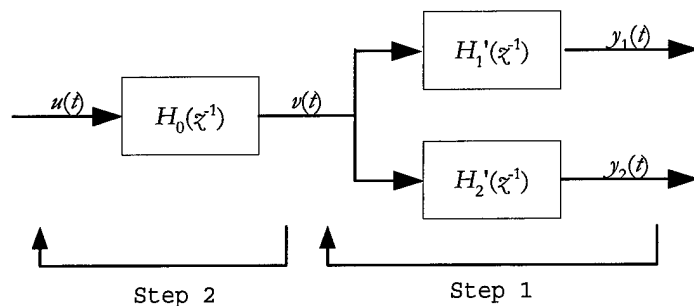 H₁'(z⁻¹)
y₁(t)
u(t)
H₀(z⁻¹)
v(t)
H₂'(z⁻¹)
y₂(t)
Step 2
Step 1